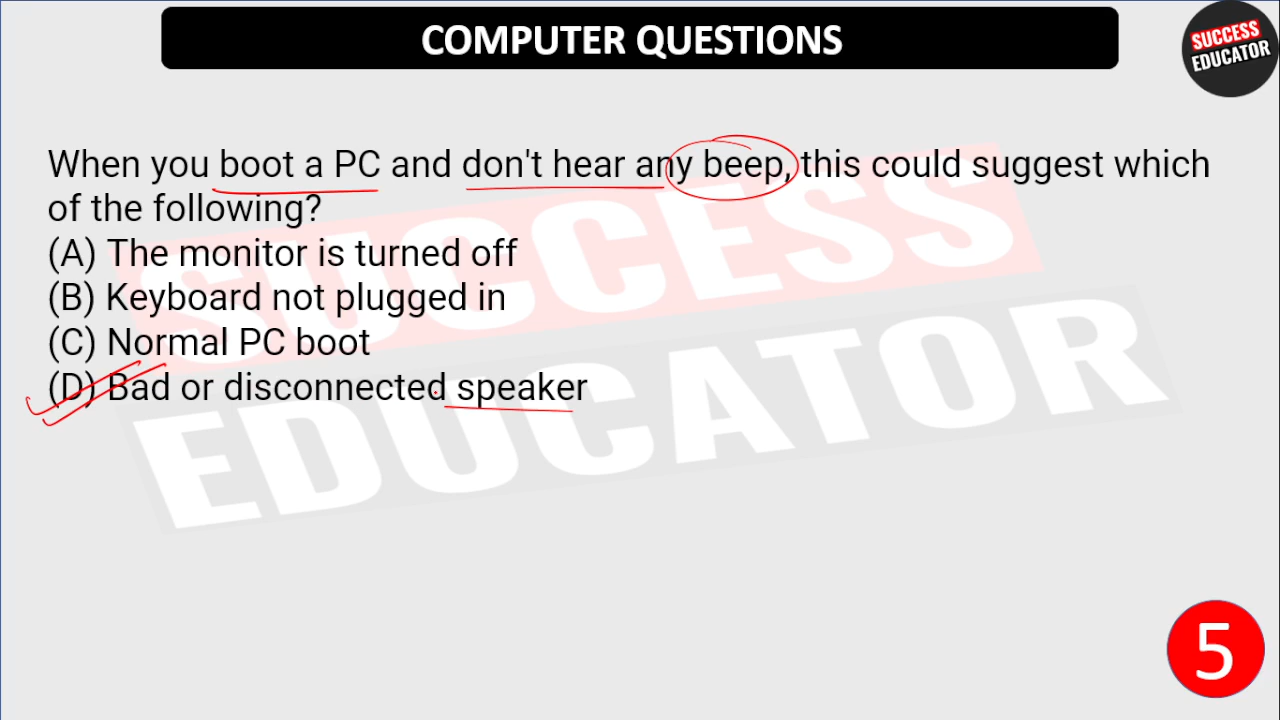 COMPUTER QUESTIONS
SUCCESS
EDUCATOR
When you boot a PC and don't hear any beep, this could suggest which
of the following?
(A) The monitor is turned off
(B) Keyboard not plugged in
(C) Normal PC boot
(D) Bad or disconnected speaker
SUCCESS
EDUCATOR
5